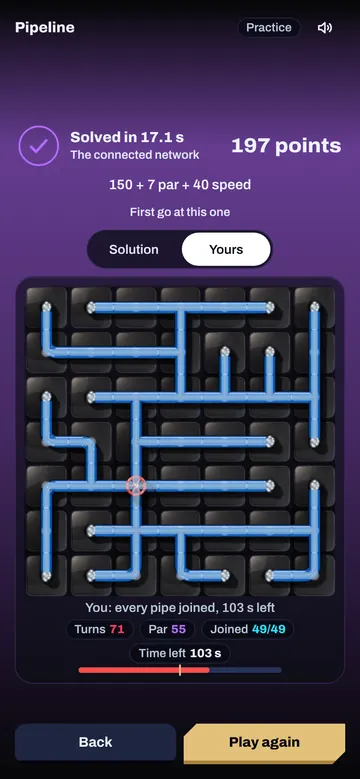 Pipeline
Practice
Solved in 17.1 s
The connected network
197 points
150 + 7 par + 40 speed
First go at this one
Solution
Yours
You: every pipe joined, 103 s left
Turns 71
Par 55
Joined 49/49
Time left 103 s
Back
Play again